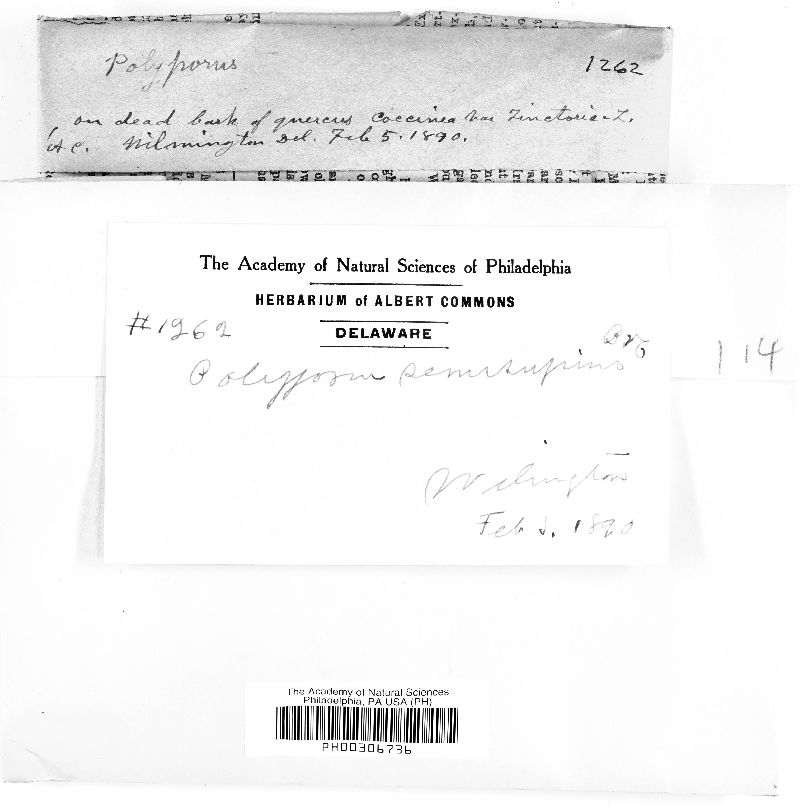 Polyporus
1262
on dead bark of quercus coccinea var Tinctoria L.
A C. Wilmington Del. Feb 5. 1890.
The Academy of Natural Sciences of Philadelphia
HERBARIUM of ALBERT COMMONS
DELAWARE
#1262
Polyporus semisupinus
114
Wilmington
Feb 5. 1890
The Academy of Natural Sciences
Philadelphia, PA USA (PH)
PH00306736